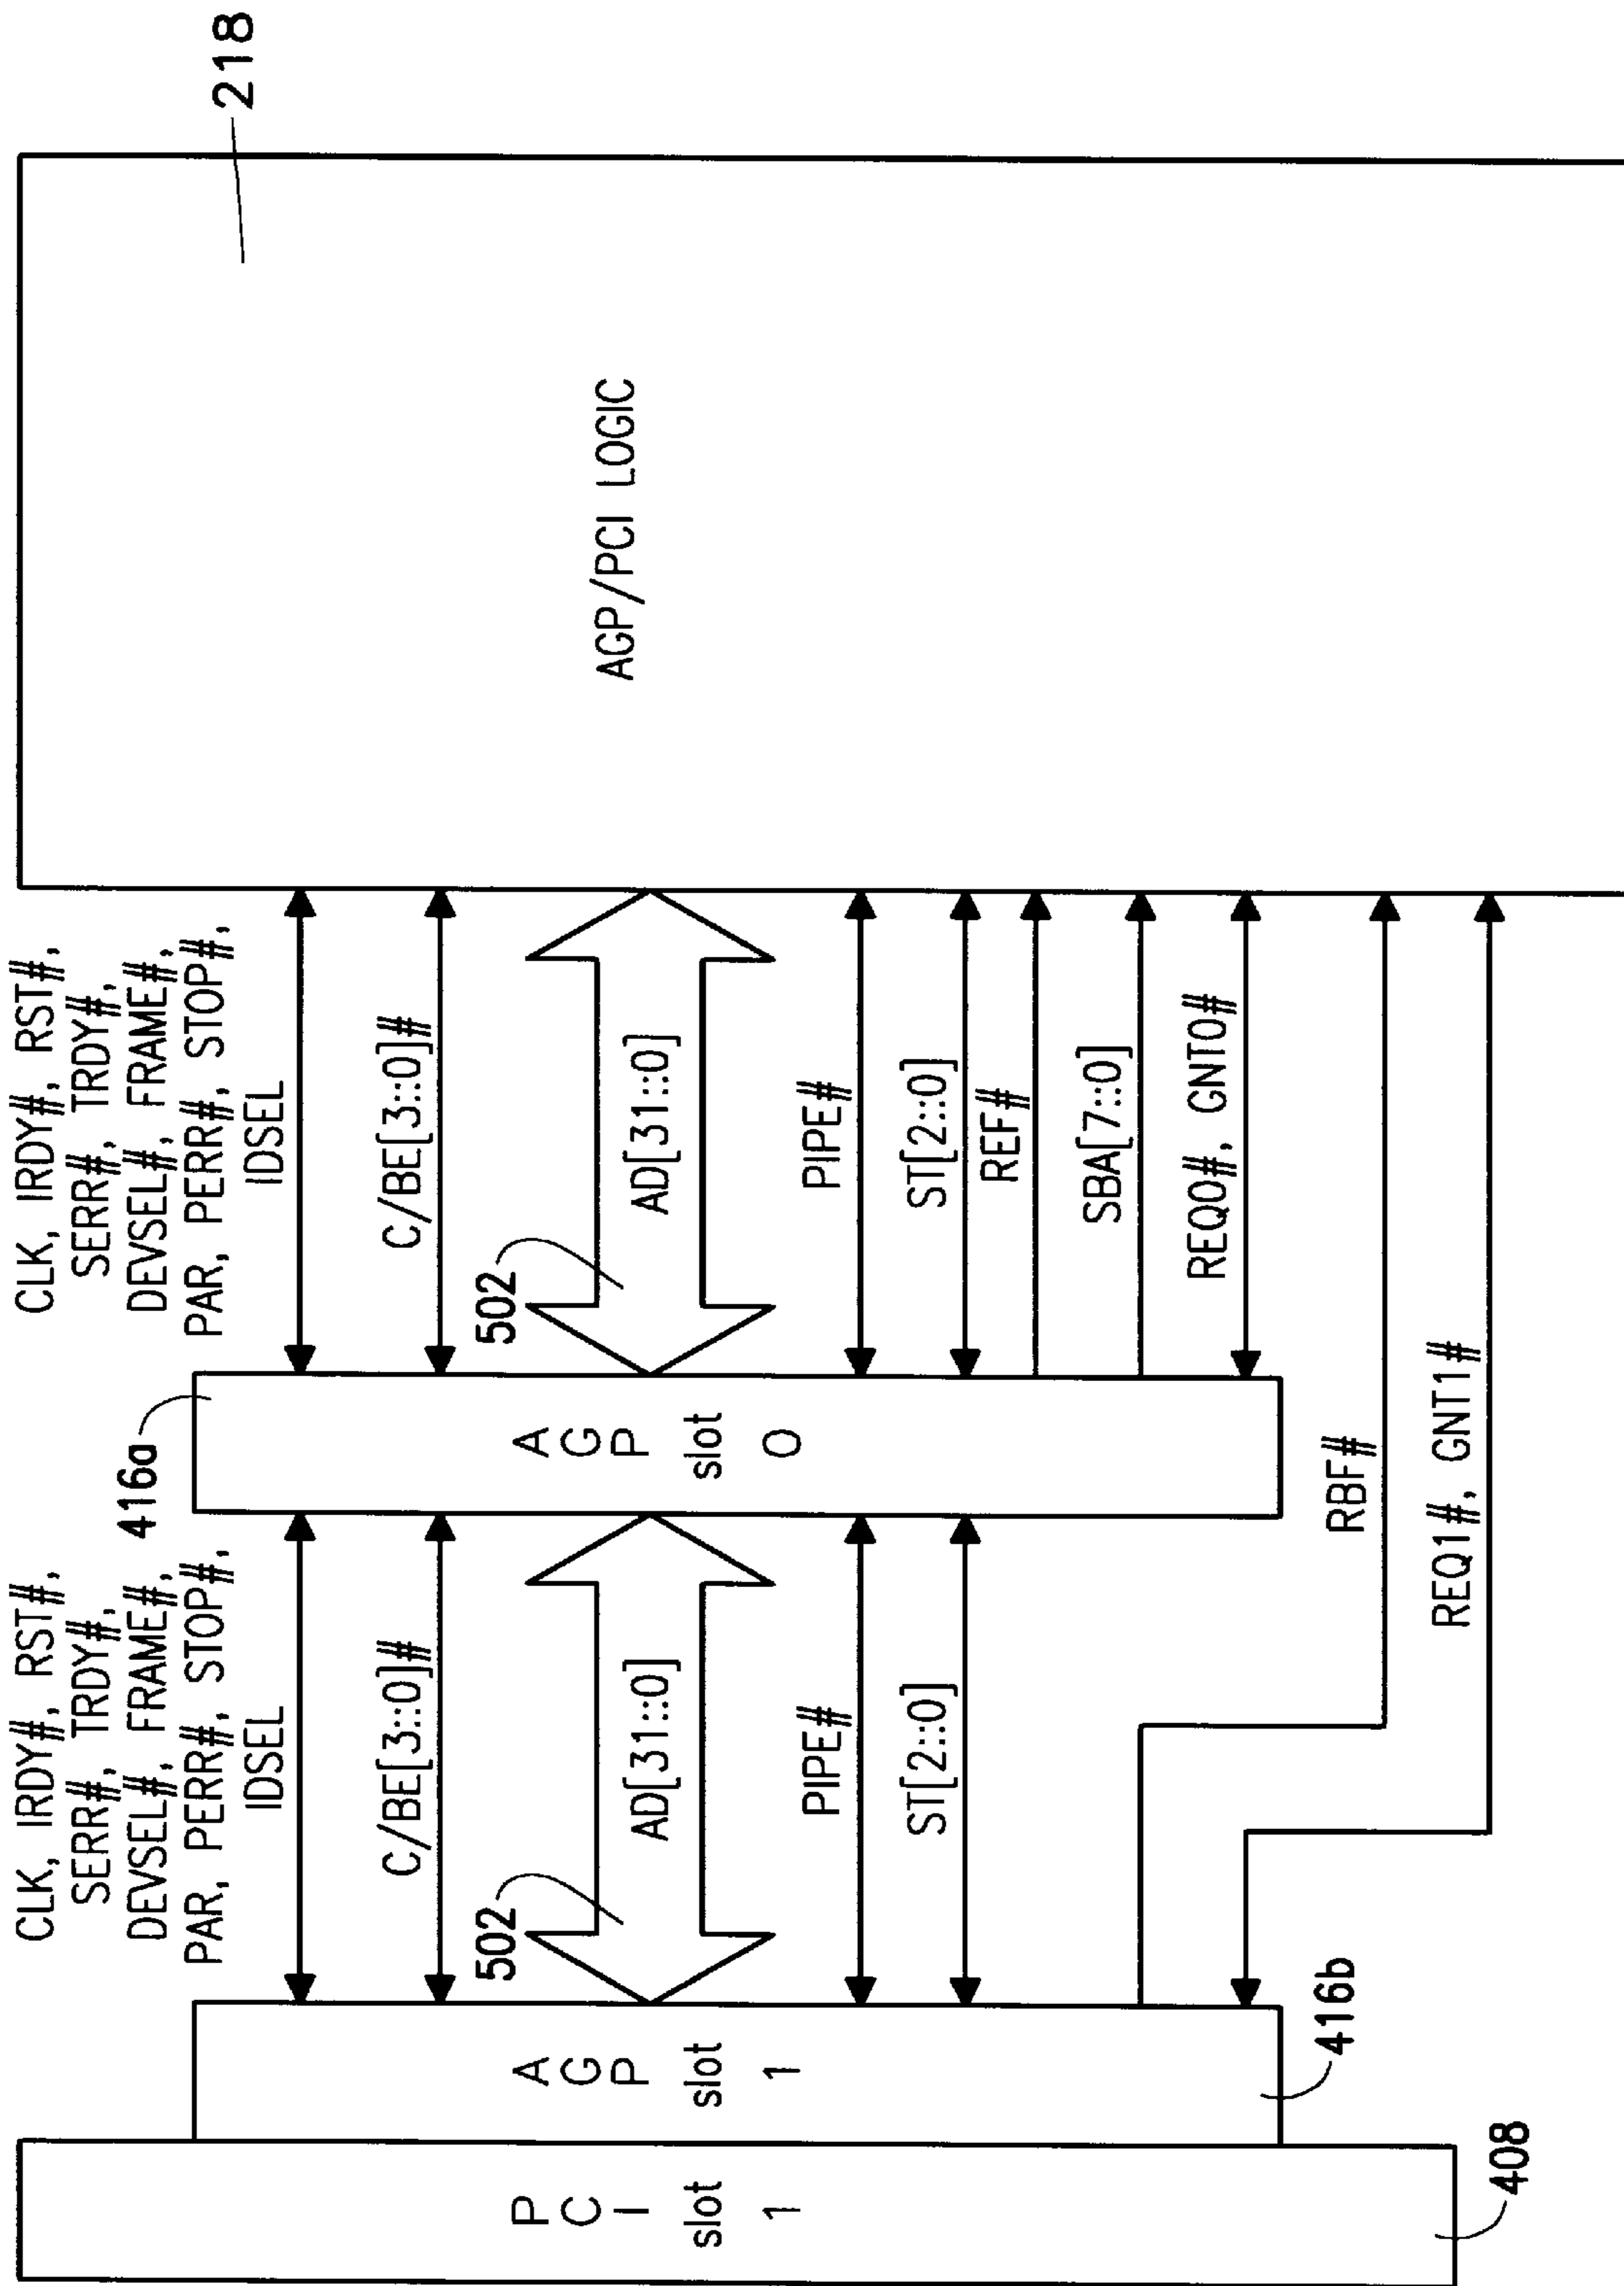 CLK, IRDY#, RST#,
SERR#, TRDY#,
DEVSEL#, FRAME#,
PAR, PERR#, STOP#,
IDSEL
C/BE[3::0]#
502
AD[31::0]
PIPE#
ST[2::0]
CLK, IRDY#, RST#,
SERR#, TRDY#,
DEVSEL#, FRAME#,
PAR, PERR#, STOP#,
IDSEL
C/BE[3::0]#
502
AD[31::0]
PIPE#
ST[2::0]
REF#
SBA[7::0]
REQ0#, GNT0#
RBF#
REQ1#, GNT1#
P
C
I
slot
1
408
A
G
P
slot
1
416b
A
G
P
slot
0
416a
AGP/PCI LOGIC
218